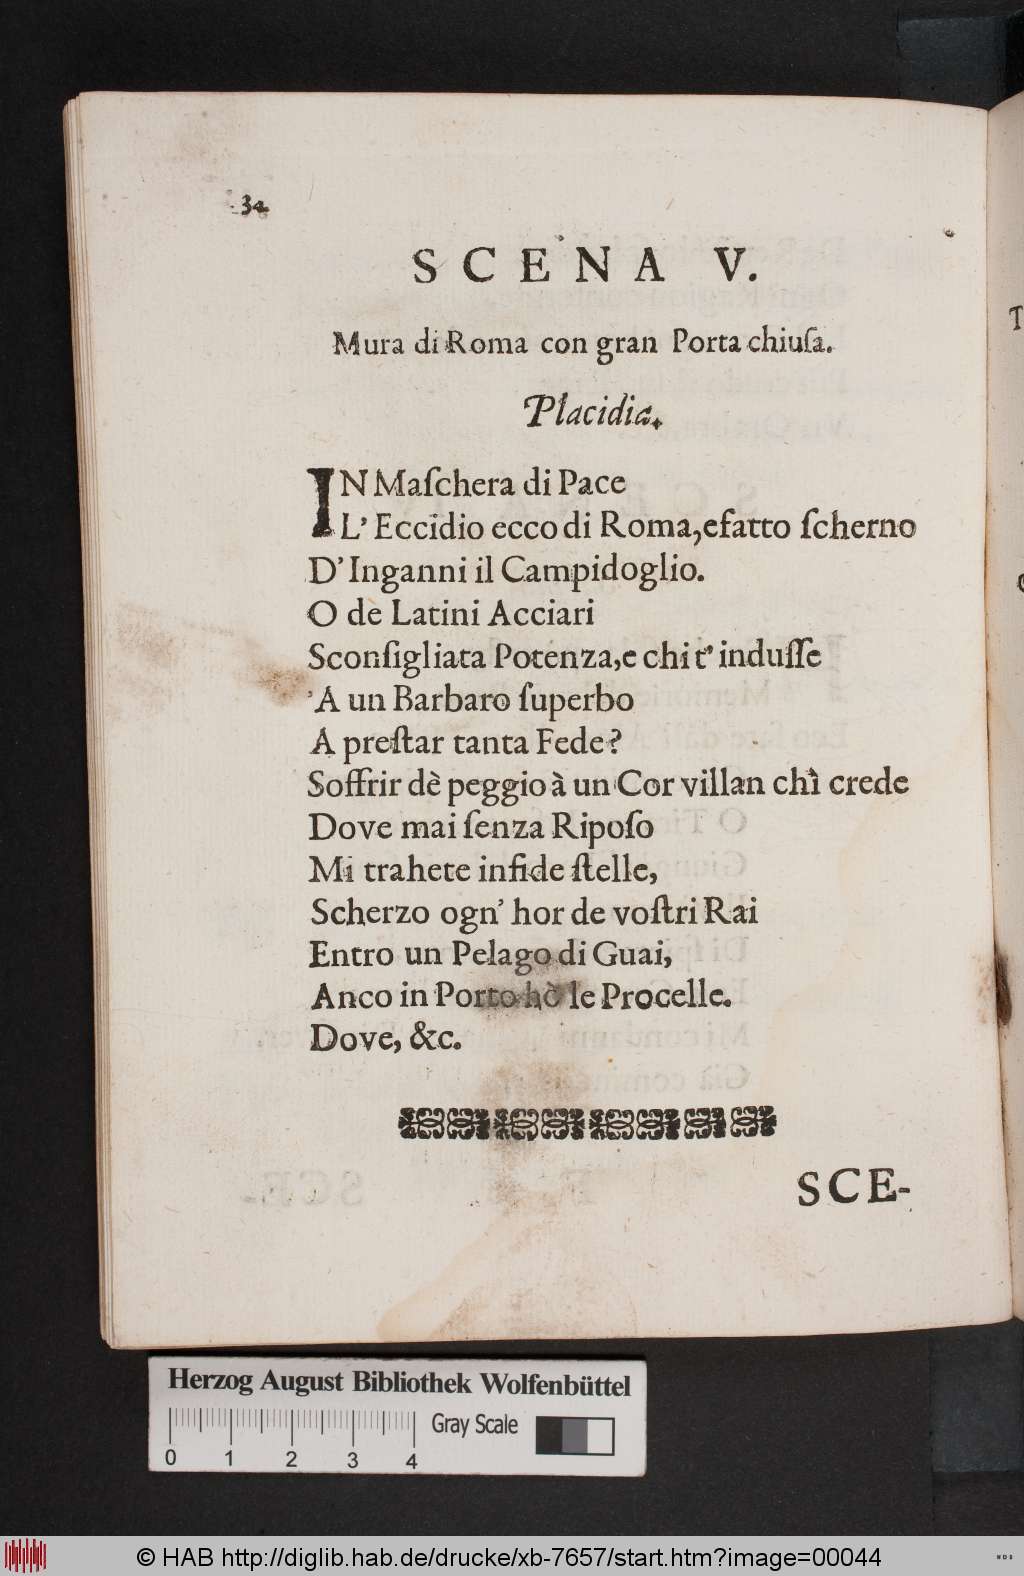 34
SCENA V.
Mura di Roma con gran Porta chiuſa.
Placidia.
IN Maſchera di Pace
L' Eccidio ecco di Roma, efatto ſcherno
D' Inganni il Campidoglio.
O de Latini Acciari
Sconſigliata Potenza, e chi t' induſſe
'A un Barbaro ſuperbo
A preſtar tanta Fede?
Soffrir dè peggio à un Cor villan chì crede
Dove mai ſenza Ripoſo
Mi trahete infide ſtelle,
Scherzo ogn' hor de voſtri Rai
Entro un Pelago di Guai,
Anco in Porto hò le Procelle.
Dove, &c.
SCE-
Herzog August Bibliothek Wolfenbüttel
Gray Scale
0 1 2 3 4
© HAB http://diglib.hab.de/drucke/xb-7657/start.htm?image=00044